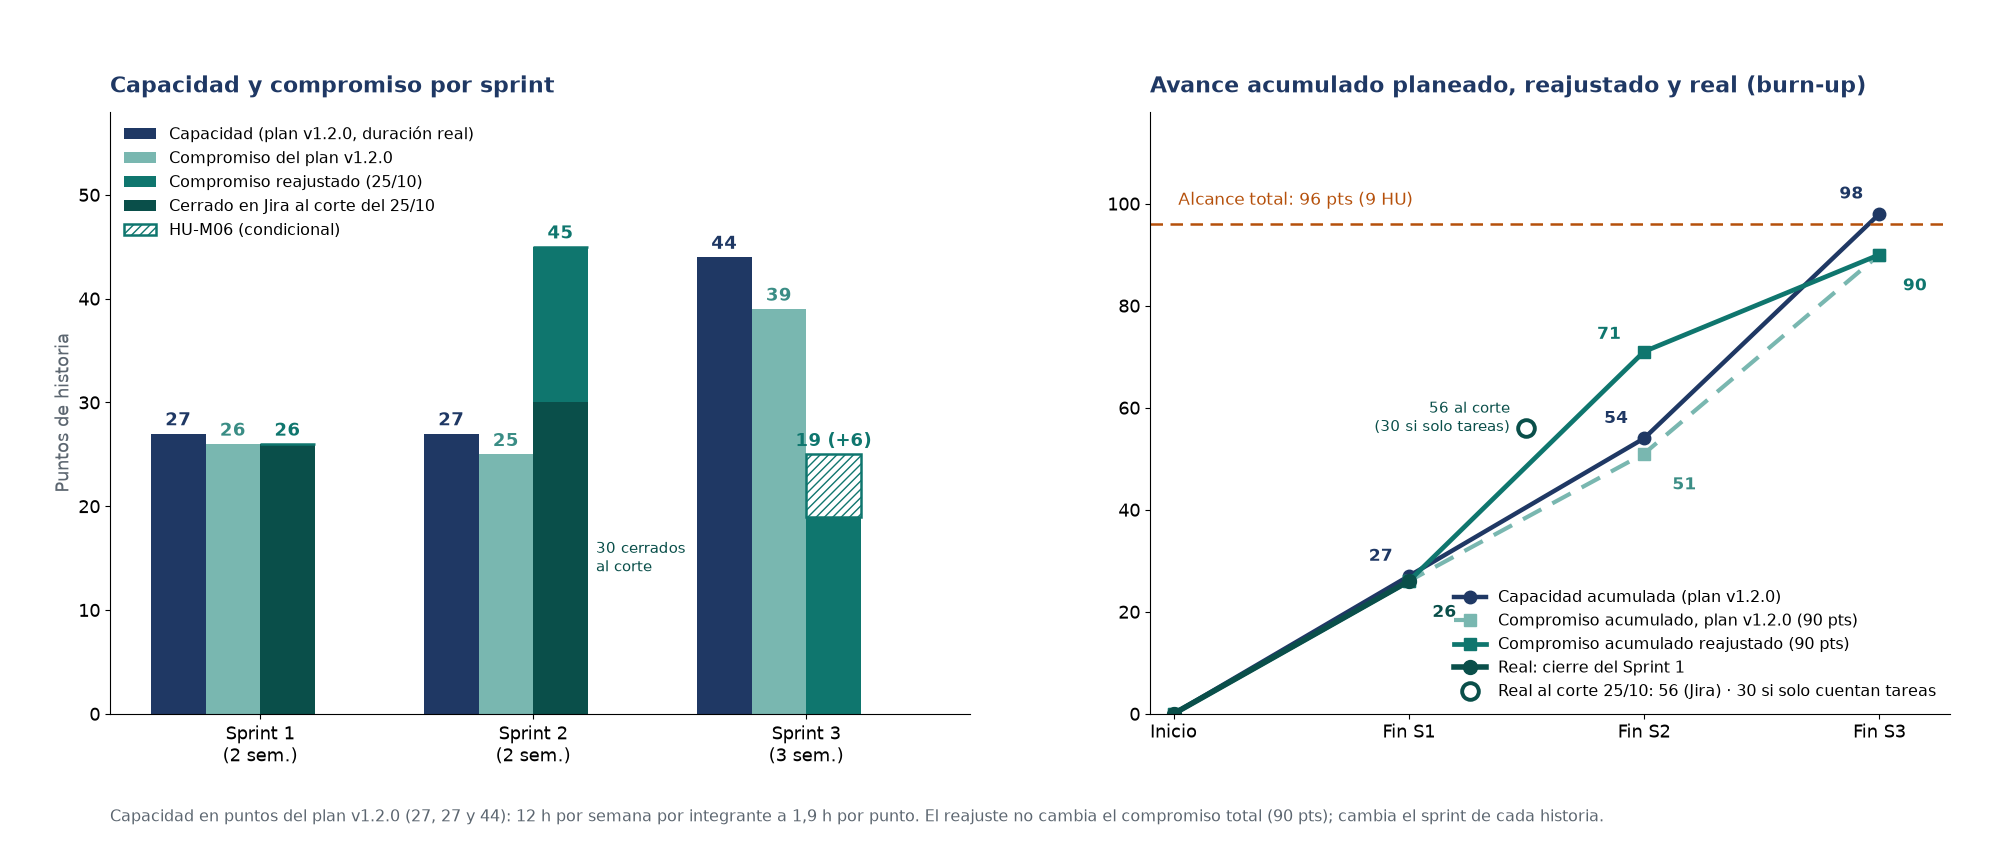 Capacidad y compromiso por sprint
Capacidad (plan v1.2.0, duración real)
Compromiso del plan v1.2.0
Compromiso reajustado (25/10)
Cerrado en Jira al corte del 25/10
HU-M06 (condicional)
Puntos de historia
50
40
30
20
10
0
27
26
26
27
25
45
30 cerrados
al corte
44
39
19 (+6)
Sprint 1
(2 sem.)
Sprint 2
(2 sem.)
Sprint 3
(3 sem.)
Avance acumulado planeado, reajustado y real (burn-up)
100
80
60
40
20
0
Alcance total: 96 pts (9 HU)
98
90
71
56 al corte
(30 si solo tareas)
54
51
27
26
Capacidad acumulada (plan v1.2.0)
Compromiso acumulado, plan v1.2.0 (90 pts)
Compromiso acumulado reajustado (90 pts)
Real: cierre del Sprint 1
Real al corte 25/10: 56 (Jira) · 30 si solo cuentan tareas
Inicio
Fin S1
Fin S2
Fin S3
Capacidad en puntos del plan v1.2.0 (27, 27 y 44): 12 h por semana por integrante a 1,9 h por punto. El reajuste no cambia el compromiso total (90 pts); cambia el sprint de cada historia.